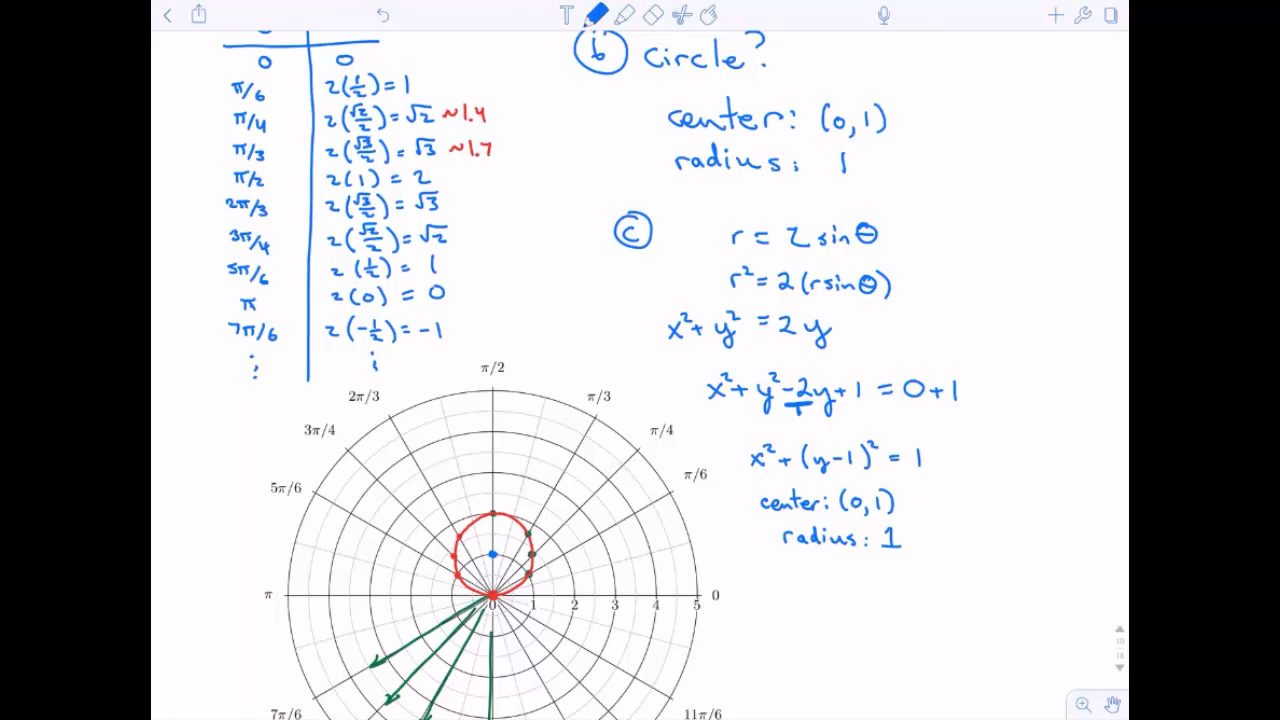 0 0
π/6 2(1/2) = 1
π/4 2(√2/2) = √2 ~1.4
π/3 2(√3/2) = √3 ~1.7
π/2 2(1) = 2
2π/3 2(√3/2) = √3
3π/4 2(√2/2) = √2
5π/6 2(1/2) = 1
π 2(0) = 0
7π/6 2(-1/2) = -1
⋮ ⋮
b circle?
center: (0,1)
radius: 1
c r = 2 sinθ
r² = 2(r sinθ)
x² + y² = 2y
x² + y² - 2y + 1 = 0 + 1
x² + (y-1)² = 1
center: (0,1)
radius: 1
π/2
2π/3 π/3
3π/4 π/4
5π/6 π/6
π 0
0 1 2 3 4 5
7π/6 11π/6
T